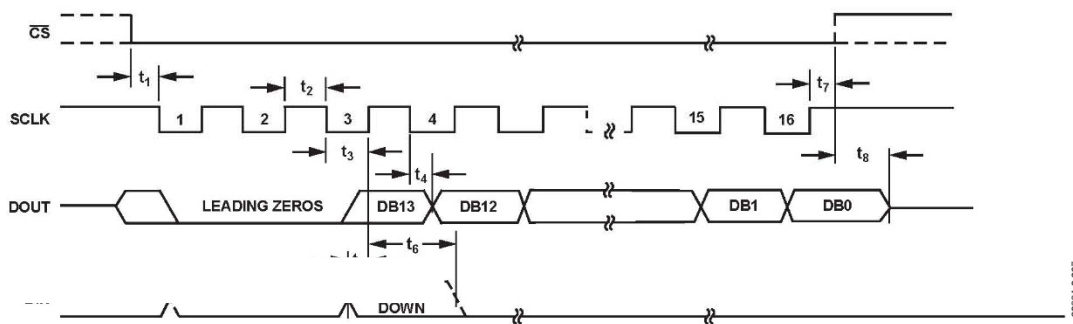 CS
t1
t2
t7
SCLK
1
2
3
4
15
16
t3
t4
t8
DOUT
LEADING ZEROS
DB13
DB12
DB1
DB0
t6
DOWN